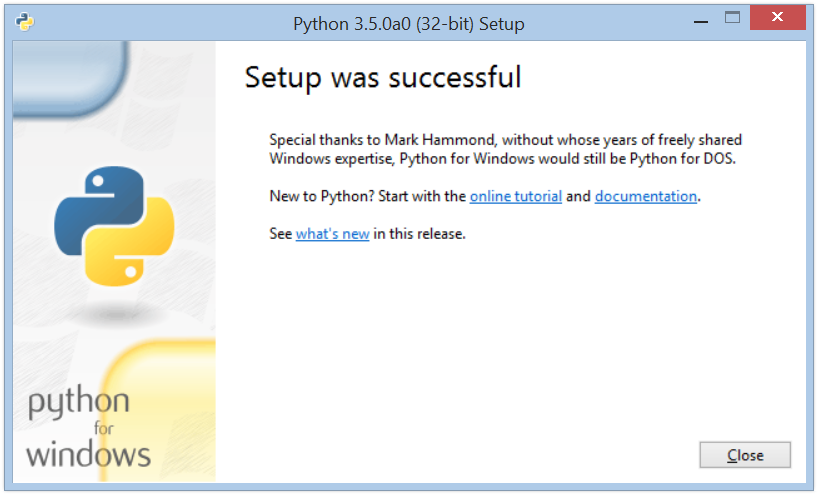 Python 3.5.0a0 (32-bit) Setup
Setup was successful
Special thanks to Mark Hammond, without whose years of freely shared
Windows expertise, Python for Windows would still be Python for DOS.
New to Python? Start with the online tutorial and documentation.
See what's new in this release.
python
for
windows
Close